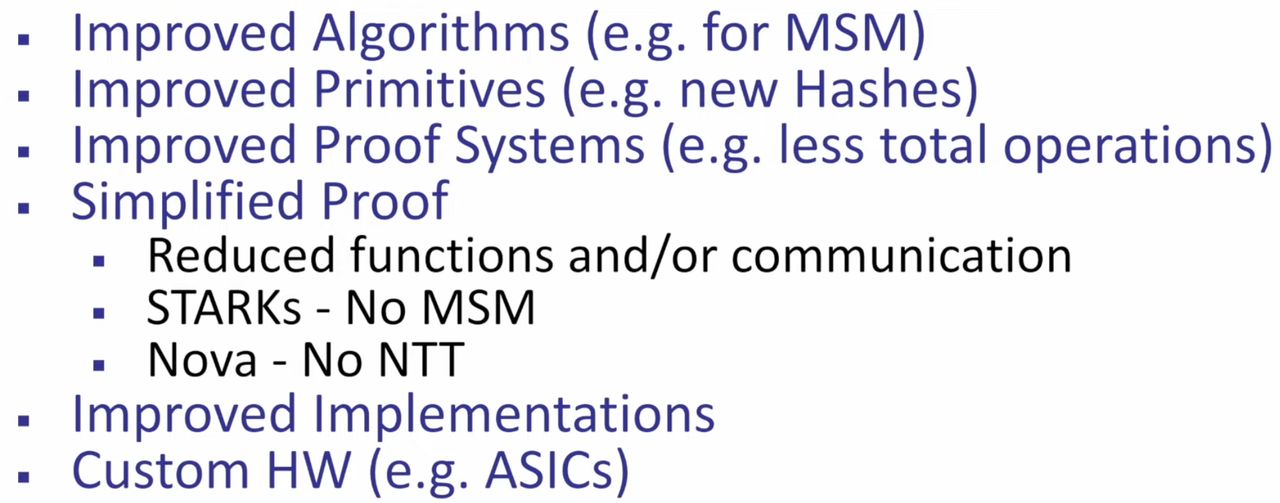 ▪ Improved Algorithms (e.g. for MSM)
▪ Improved Primitives (e.g. new Hashes)
▪ Improved Proof Systems (e.g. less total operations)
▪ Simplified Proof
▪ Reduced functions and/or communication
▪ STARKs - No MSM
▪ Nova - No NTT
▪ Improved Implementations
▪ Custom HW (e.g. ASICs)